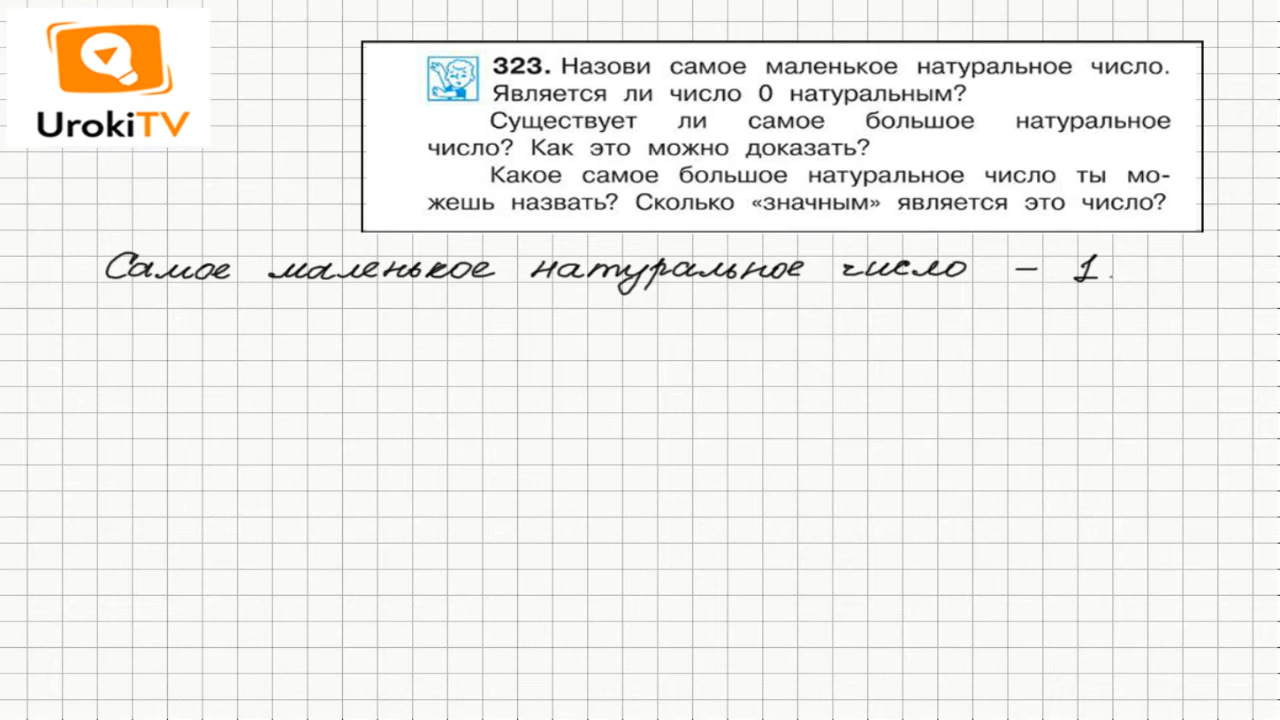 UrokiTV
323. Назови самое маленькое натуральное число.
Является ли число 0 натуральным?
Существует ли самое большое натуральное
число? Как это можно доказать?
Какое самое большое натуральное число ты мо-
жешь назвать? Сколько «значным» является это число?
Самое маленькое натуральное число – 1.